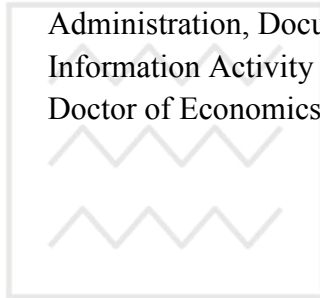 Administration, Docu
Information Activity
Doctor of Economics